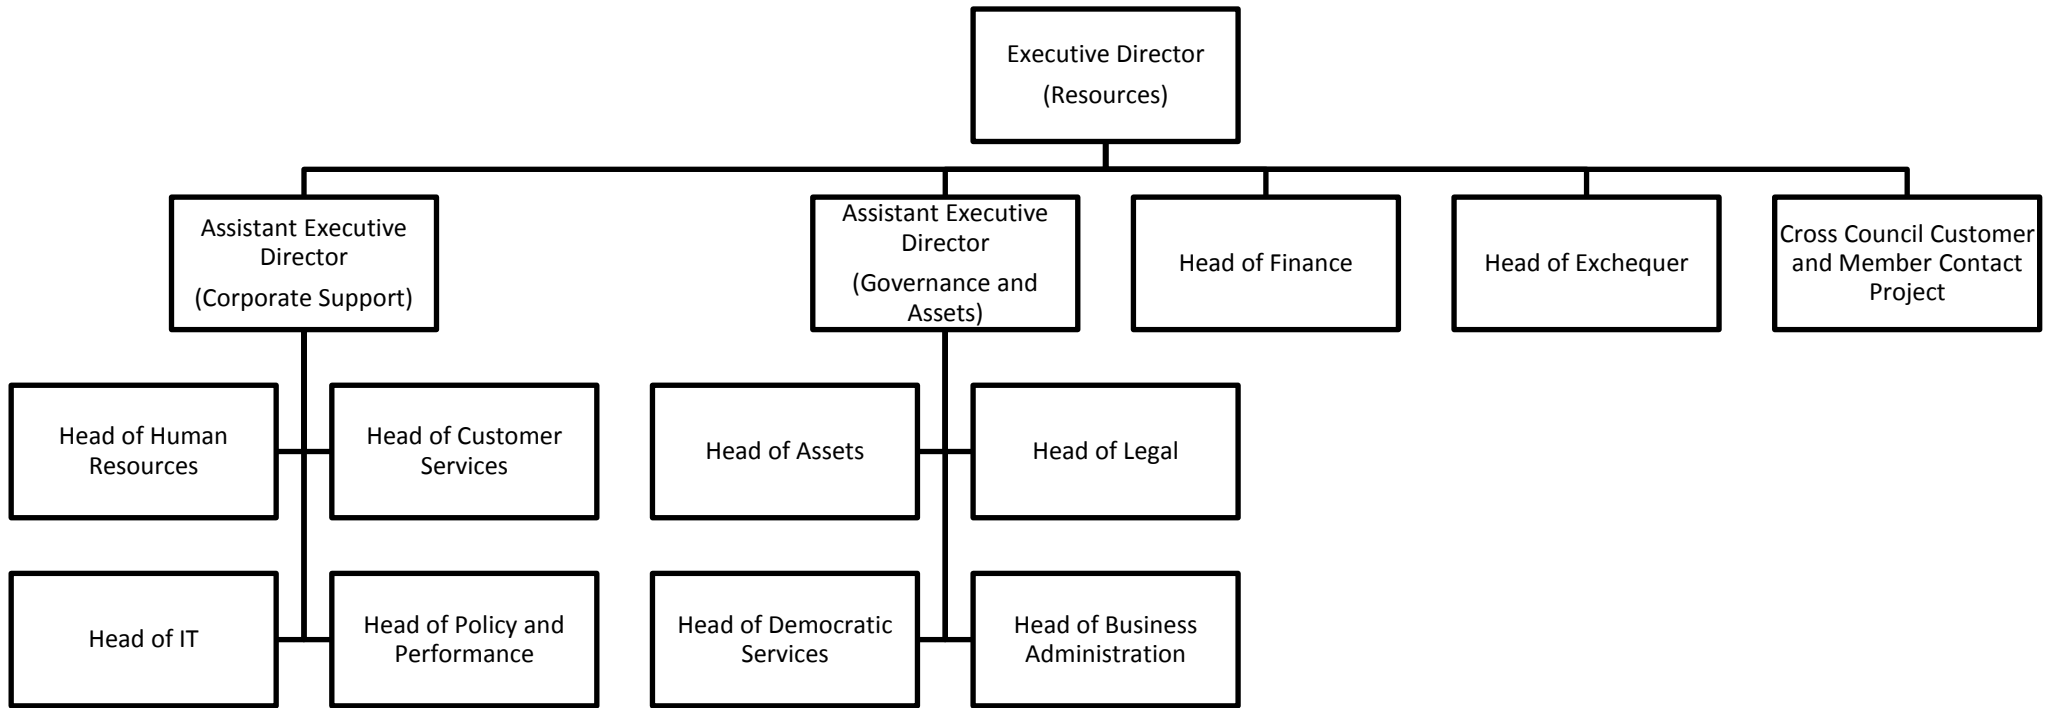 Executive Director
(Resources)
Assistant Executive
Director
(Corporate Support)
Assistant Executive
Director
(Governance and
Assets)
Head of Finance
Head of Exchequer
Cross Council Customer
and Member Contact
Project
Head of Human
Resources
Head of Customer
Services
Head of Assets
Head of Legal
Head of IT
Head of Policy and
Performance
Head of Democratic
Services
Head of Business
Administration